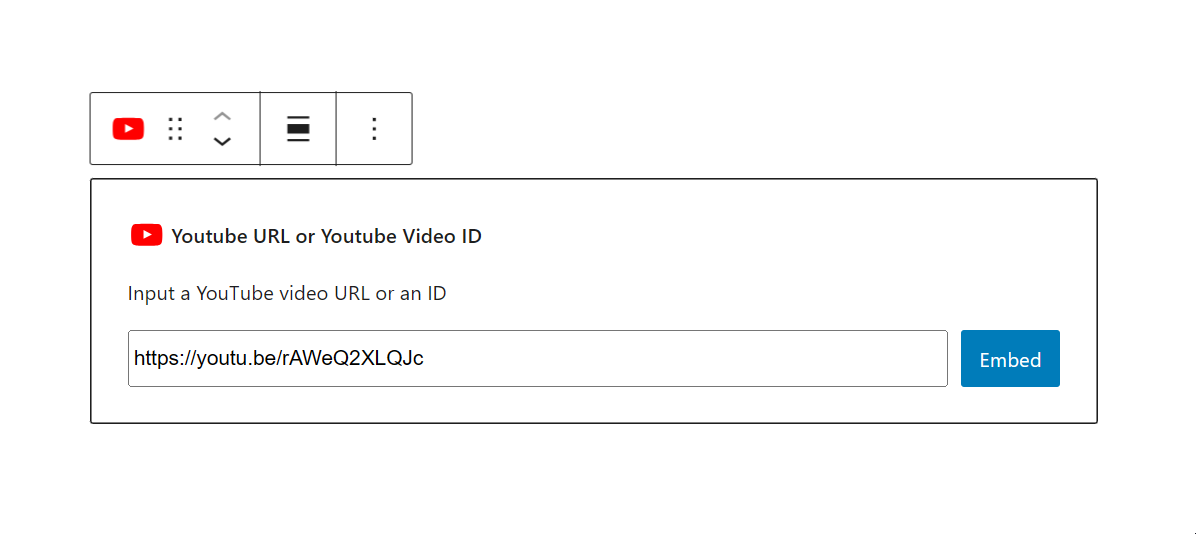 Youtube URL or Youtube Video ID
Input a YouTube video URL or an ID
https://youtu.be/rAWeQ2XLQJc
Embed